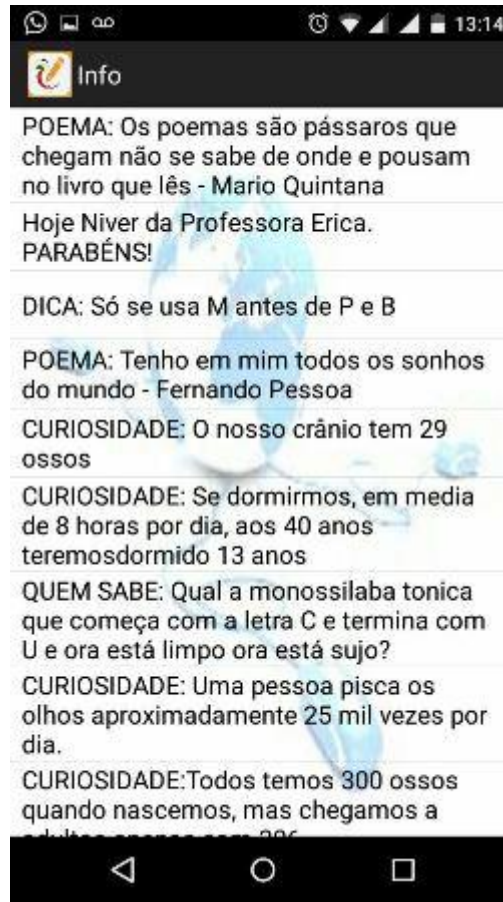 13:14
Info
POEMA: Os poemas são pássaros que
chegam não se sabe de onde e pousam
no livro que lês - Mario Quintana
Hoje Niver da Professora Erica.
PARABÉNS!
DICA: Só se usa M antes de P e B
POEMA: Tenho em mim todos os sonhos
do mundo - Fernando Pessoa
CURIOSIDADE: O nosso crânio tem 29
ossos
CURIOSIDADE: Se dormirmos, em media
de 8 horas por dia, aos 40 anos
teremosdormido 13 anos
QUEM SABE: Qual a monossilaba tonica
que começa com a letra C e termina com
U e ora está limpo ora está sujo?
CURIOSIDADE: Uma pessoa pisca os
olhos aproximadamente 25 mil vezes por
dia.
CURIOSIDADE:Todos temos 300 ossos
quando nascemos, mas chegamos a